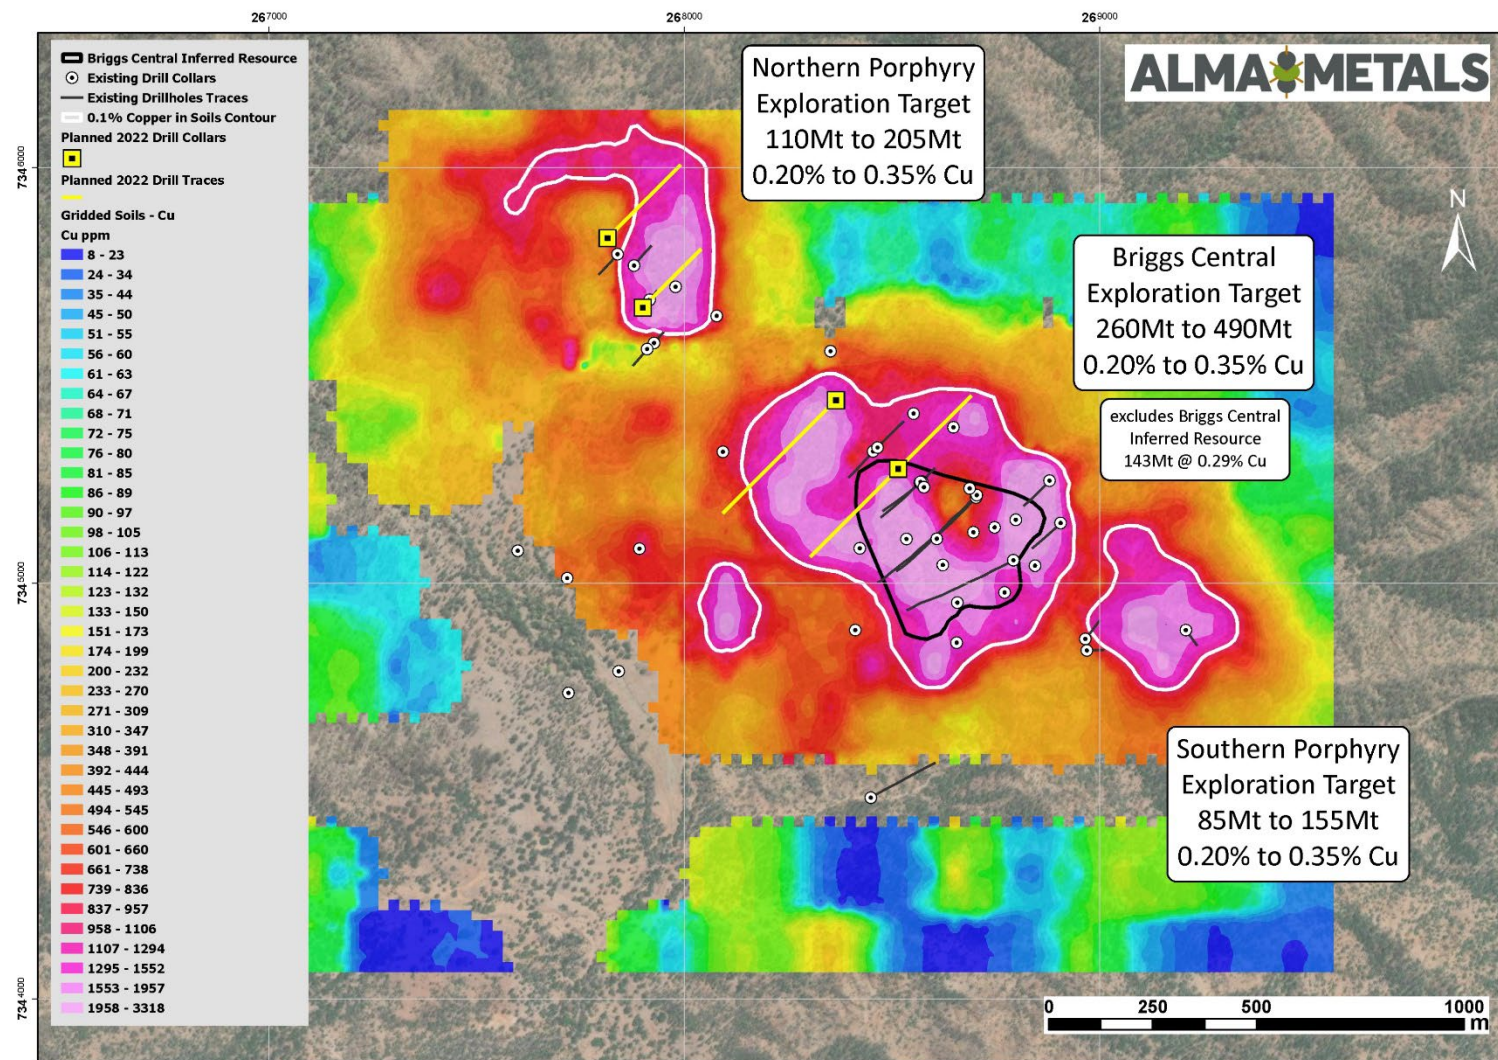 267000
268000
269000
7346000
7345000
7344000
Briggs Central Inferred Resource
Existing Drill Collars
Existing Drillholes Traces
0.1% Copper in Soils Contour
Planned 2022 Drill Collars
Planned 2022 Drill Traces
Gridded Soils - Cu
Cu ppm
8 - 23
24 - 34
35 - 44
45 - 50
51 - 55
56 - 60
61 - 63
64 - 67
68 - 71
72 - 75
76 - 80
81 - 85
86 - 89
90 - 97
98 - 105
106 - 113
114 - 122
123 - 132
133 - 150
151 - 173
174 - 199
200 - 232
233 - 270
271 - 309
310 - 347
348 - 391
392 - 444
445 - 493
494 - 545
546 - 600
601 - 660
661 - 738
739 - 836
837 - 957
958 - 1106
1107 - 1294
1295 - 1552
1553 - 1957
1958 - 3318
Northern Porphyry
Exploration Target
110Mt to 205Mt
0.20% to 0.35% Cu
ALMA METALS
N
Briggs Central
Exploration Target
260Mt to 490Mt
0.20% to 0.35% Cu
excludes Briggs Central
Inferred Resource
143Mt @ 0.29% Cu
Southern Porphyry
Exploration Target
85Mt to 155Mt
0.20% to 0.35% Cu
0 250 500 1000
m